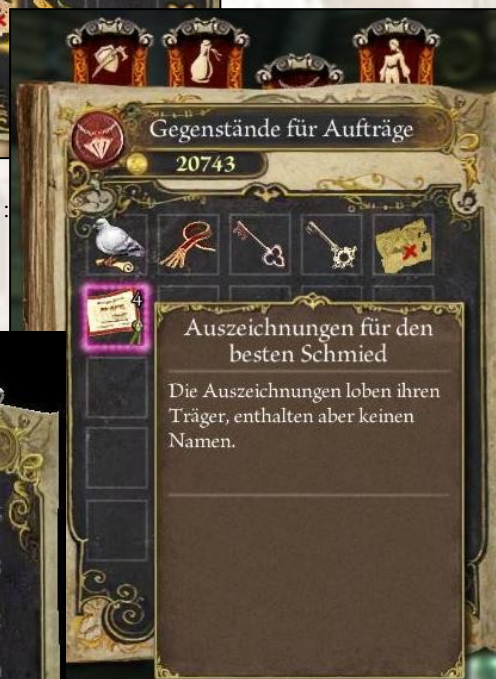 Gegenstände für Aufträge
20743
4
Auszeichnungen für den
besten Schmied
Die Auszeichnungen loben ihren
Träger, enthalten aber keinen
Namen.